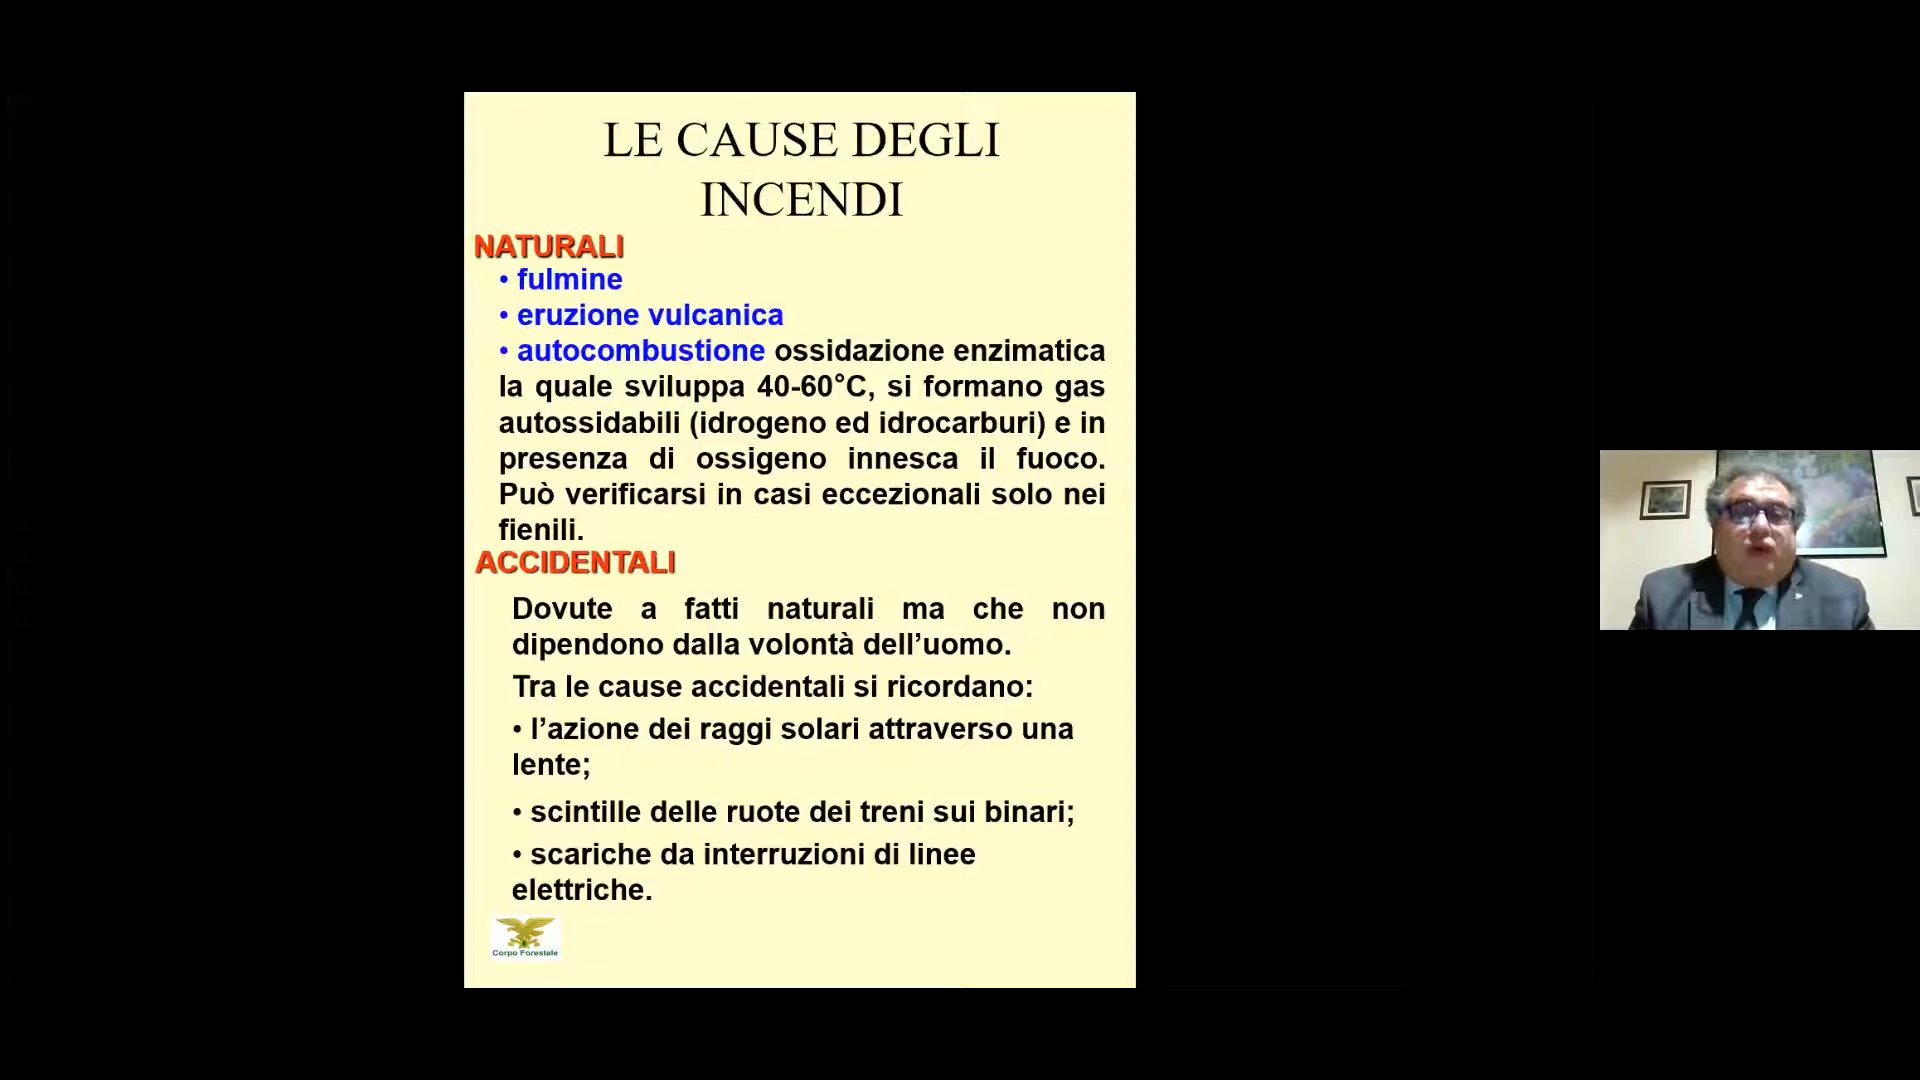 LE CAUSE DEGLI
INCENDI
NATURALI
• fulmine
• eruzione vulcanica
• autocombustione ossidazione enzimatica
la quale sviluppa 40-60°C, si formano gas
autossidabili (idrogeno ed idrocarburi) e in
presenza di ossigeno innesca il fuoco.
Può verificarsi in casi eccezionali solo nei
fienili.
ACCIDENTALI
Dovute a fatti naturali ma che non
dipendono dalla volontà dell’uomo.
Tra le cause accidentali si ricordano:
• l’azione dei raggi solari attraverso una
lente;
• scintille delle ruote dei treni sui binari;
• scariche da interruzioni di linee
elettriche.
Corpo Forestale